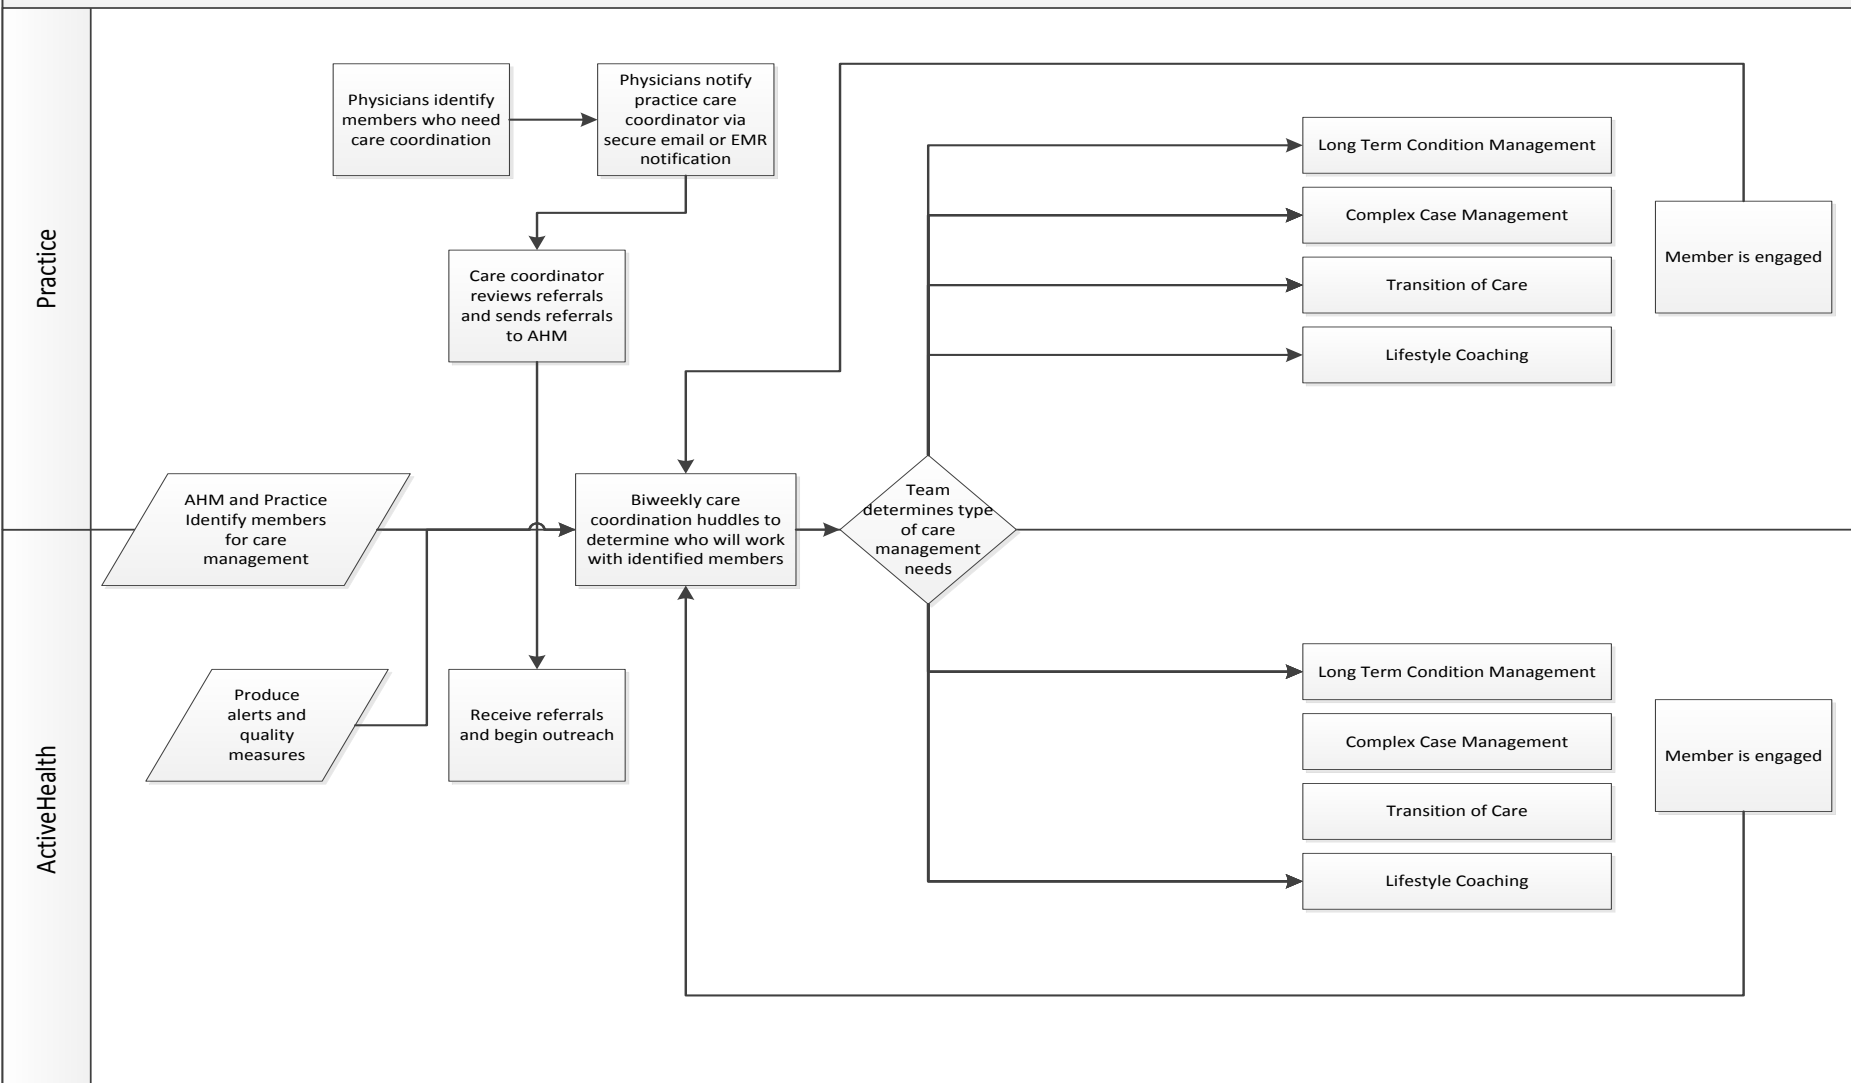 Practice
Physicians identify
members who need
care coordination
Physicians notify
practice care
coordinator via
secure email or EMR
notification
Care coordinator
reviews referrals
and sends referrals
to AHM
Long Term Condition Management
Complex Case Management
Transition of Care
Lifestyle Coaching
Member is engaged
AHM and Practice
Identify members
for care
management
Biweekly care
coordination huddles to
determine who will work
with identified members
Team
determines type
of care
management
needs
ActiveHealth
Produce
alerts and
quality
measures
Receive referrals
and begin outreach
Long Term Condition Management
Complex Case Management
Transition of Care
Lifestyle Coaching
Member is engaged